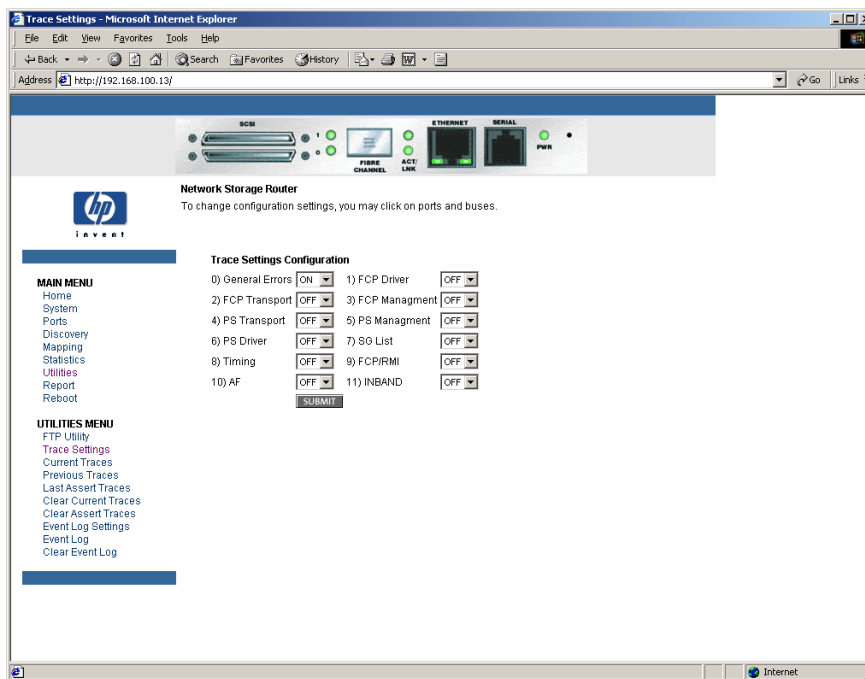 Trace Settings - Microsoft Internet Explorer
File Edit View Favorites Tools Help
Back Search Favorites History
Address http://192.168.100.13/ Go Links
SCSI ETHERNET SERIAL
1
0
PWR
FIBRE CHANNEL
ACT/ LNK
hp
invent
Network Storage Router
To change configuration settings, you may click on ports and buses.
MAIN MENU
Home
System
Ports
Discovery
Mapping
Statistics
Utilities
Report
Reboot
UTILITIES MENU
FTP Utility
Trace Settings
Current Traces
Previous Traces
Last Assert Traces
Clear Current Traces
Clear Assert Traces
Event Log Settings
Event Log
Clear Event Log
Trace Settings Configuration
0) General Errors ON 1) FCP Driver OFF
2) FCP Transport OFF 3) FCP Managment OFF
4) PS Transport OFF 5) PS Managment OFF
6) PS Driver OFF 7) SG List OFF
8) Timing OFF 9) FCP/RMI OFF
10) AF OFF 11) INBAND OFF
SUBMIT
Internet